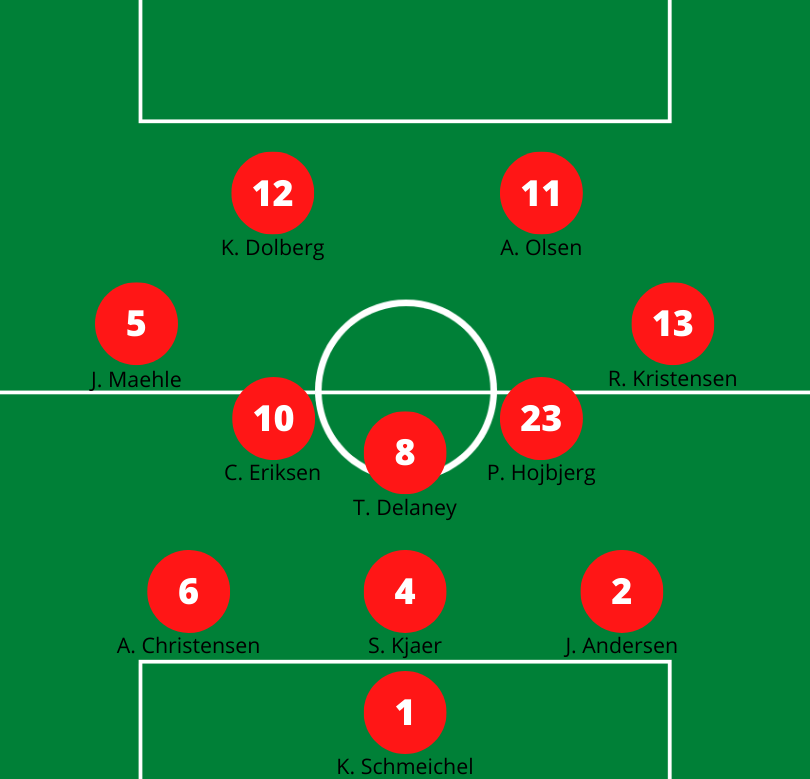 12
11
K. Dolberg
A. Olsen
5
13
J. Maehle
R. Kristensen
10
23
8
C. Eriksen
P. Hojbjerg
T. Delaney
6
4
2
A. Christensen
S. Kjaer
J. Andersen
1
K. Schmeichel